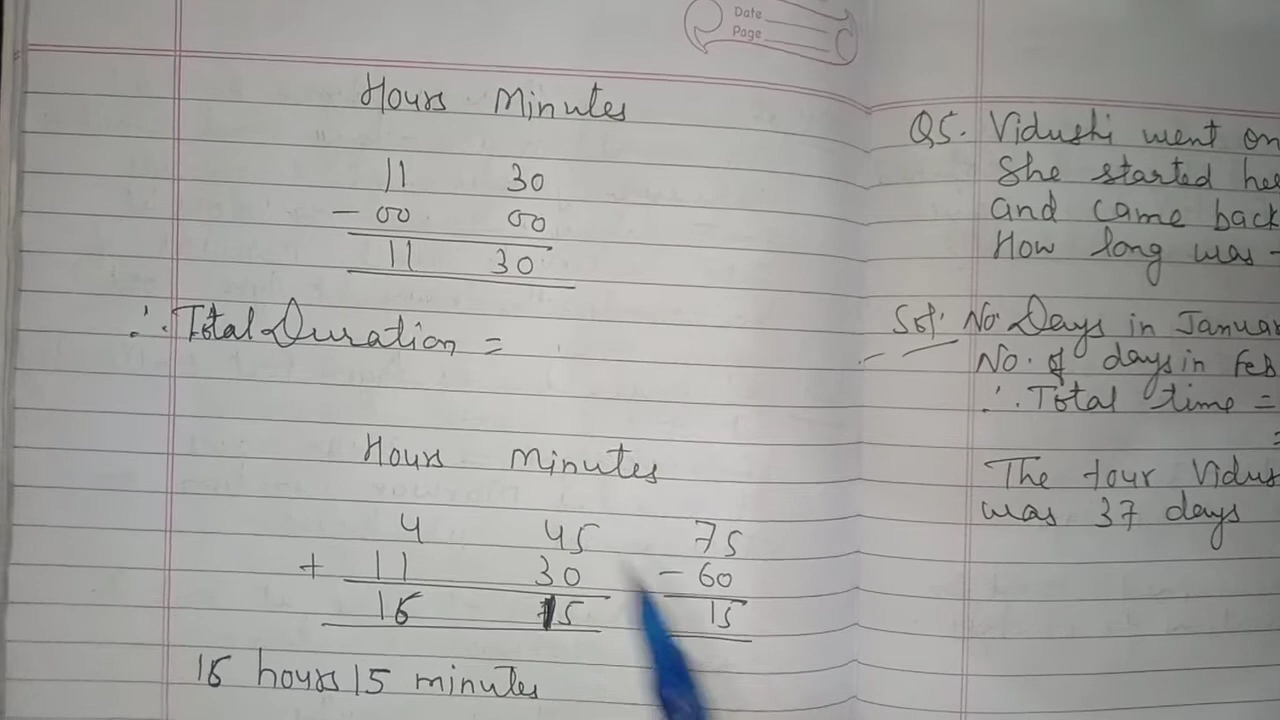 Date
Page
Hours Minutes
11 30
- 00 00
11 30
∴ Total Duration =
Hours Minutes
4 45 75
+ 11 30 - 60
16 15 15
16 hours 15 minutes
Q5. Vidushi went on
She started her
and came back
How long was
Sol. No. Days in Januar
No. of days in Feb
∴ Total time =
=
The tour Vidus
was 37 days